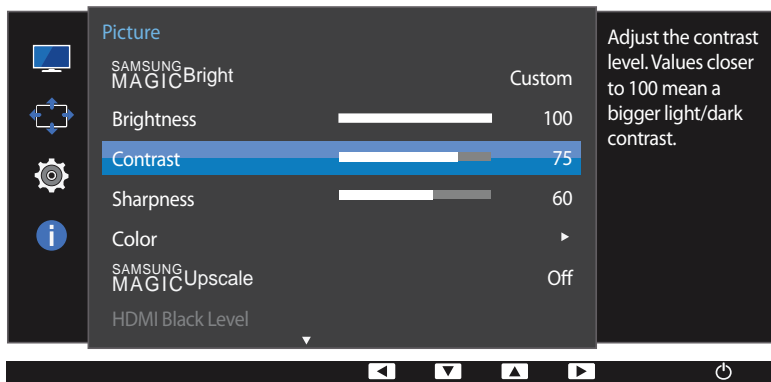 Picture
SAMSUNG
MAGICBright Custom
Brightness 100
Contrast 75
Sharpness 60
Color
SAMSUNG
MAGICUpscale Off
HDMI Black Level
Adjust the contrast
level. Values closer
to 100 mean a
bigger light/dark
contrast.